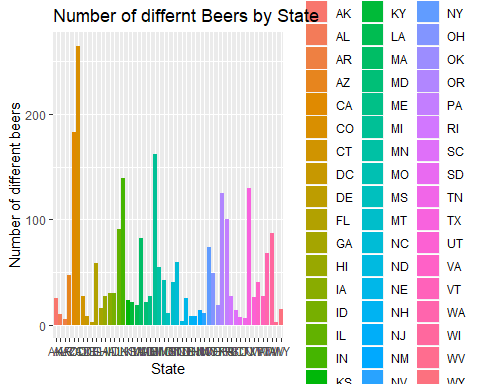 Number of differnt Beers by State
Number of different beers
200
100
0
State
AK
AL
AR
AZ
CA
CO
CT
DC
DE
FL
GA
HI
IA
ID
IL
IN
KS
KY
LA
MA
MD
ME
MI
MN
MO
MS
MT
NC
ND
NE
NH
NJ
NM
NV
NY
OH
OK
OR
PA
RI
SC
SD
TN
TX
UT
VA
VT
WA
WI
WV
WY